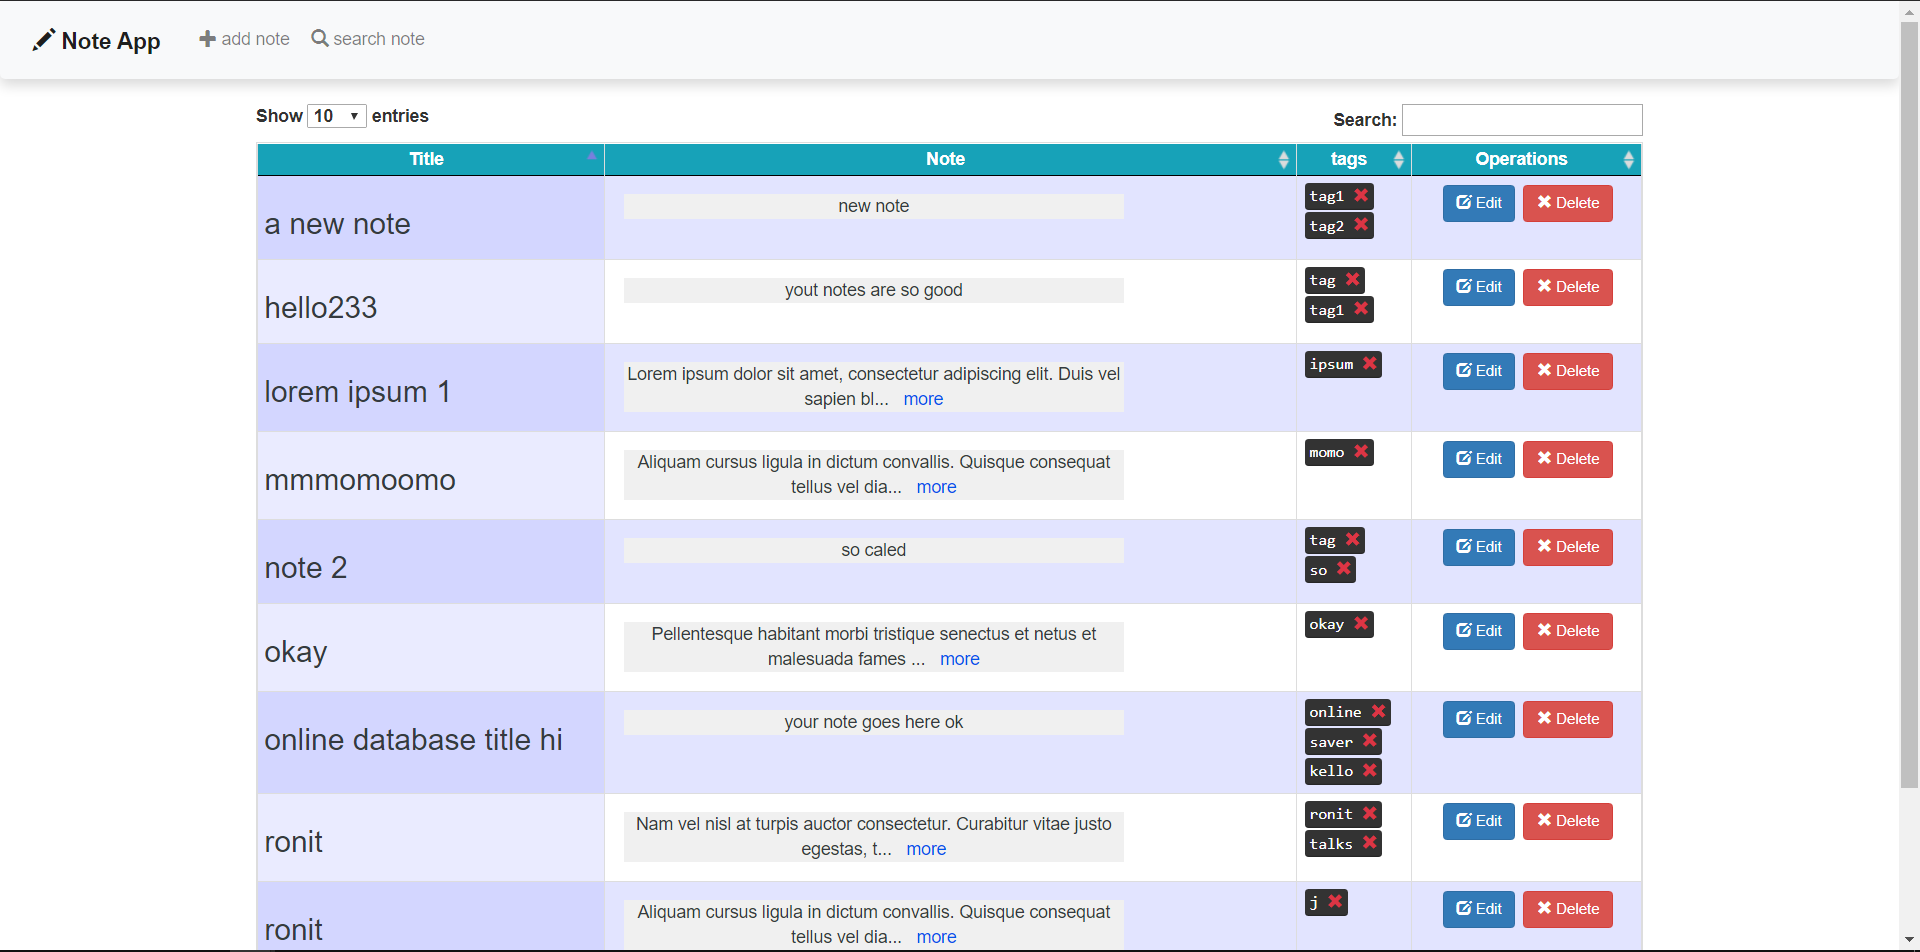 Note App add note search note
Show 10 entries Search:
Title Note tags Operations
a new note
new note
tag1
tag2
Edit Delete
hello233
yout notes are so good
tag
tag1
Edit Delete
lorem ipsum 1
Lorem ipsum dolor sit amet, consectetur adipiscing elit. Duis vel
sapien bl... more
ipsum
Edit Delete
mmmomoomo
Aliquam cursus ligula in dictum convallis. Quisque consequat
tellus vel dia... more
momo
Edit Delete
note 2
so caled
tag
so
Edit Delete
okay
Pellentesque habitant morbi tristique senectus et netus et
malesuada fames ... more
okay
Edit Delete
online database title hi
your note goes here ok
online
saver
kello
Edit Delete
ronit
Nam vel nisl at turpis auctor consectetur. Curabitur vitae justo
egestas, t... more
ronit
talks
Edit Delete
ronit
Aliquam cursus ligula in dictum convallis. Quisque consequat
tellus vel dia... more
j
Edit Delete